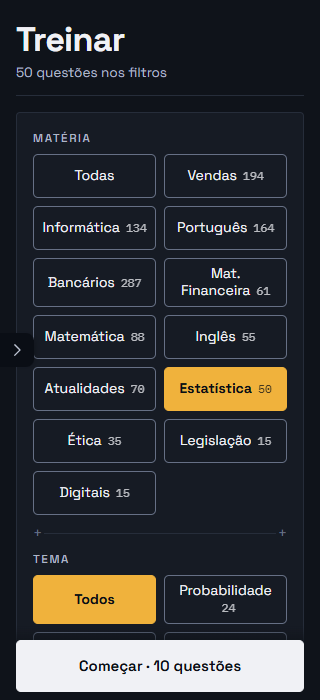 Treinar
50 questões nos filtros
MATÉRIA
Todas
Vendas 194
Informática 134
Português 164
Bancários 287
Mat.
Financeira 61
Matemática 88
Inglês 55
Atualidades 70
Estatística 50
Ética 35
Legislação 15
Digitais 15
TEMA
Todos
Probabilidade
24
Começar · 10 questões